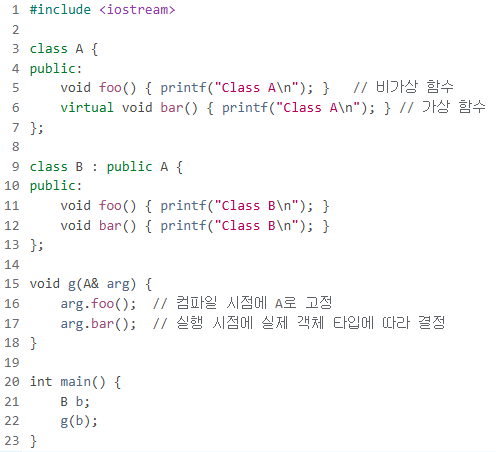 1 #include <iostream>
2
3 class A {
4 public:
5     void foo() { printf("Class A\n"); }   // 비가상 함수
6     virtual void bar() { printf("Class A\n"); } // 가상 함수
7 };
8
9 class B : public A {
10 public:
11     void foo() { printf("Class B\n"); }
12     void bar() { printf("Class B\n"); }
13 };
14
15 void g(A& arg) {
16     arg.foo();  // 컴파일 시점에 A로 고정
17     arg.bar();  // 실행 시점에 실제 객체 타입에 따라 결정
18 }
19
20 int main() {
21     B b;
22     g(b);
23 }